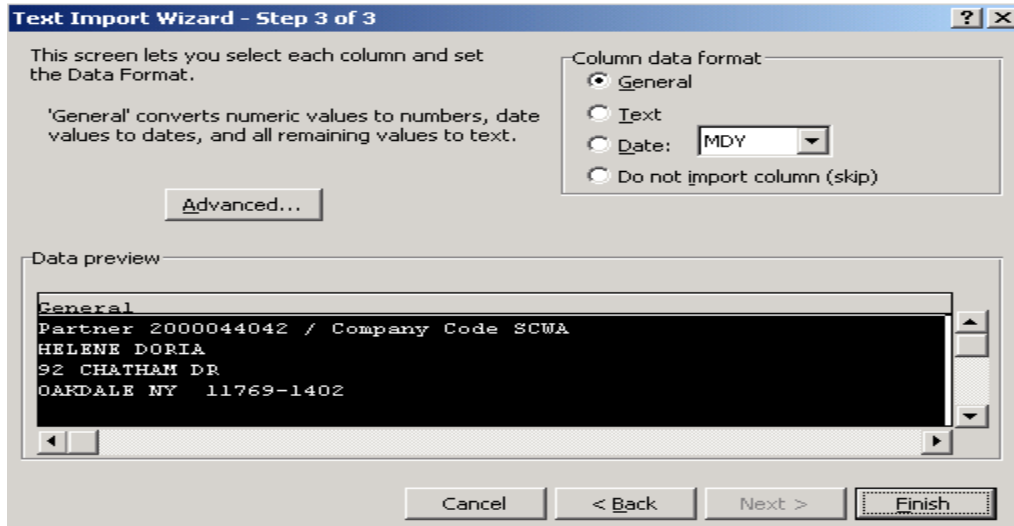 Text Import Wizard - Step 3 of 3
This screen lets you select each column and set
the Data Format.
'General' converts numeric values to numbers, date
values to dates, and all remaining values to text.
Advanced...
Column data format
General
Text
Date: MDY
Do not import column (skip)
Data preview
General
Partner 2000044042 / Company Code SCWA
HELENE DORIA
92 CHATHAM DR
OAKDALE NY  11769-1402
Cancel < Back Next > Finish